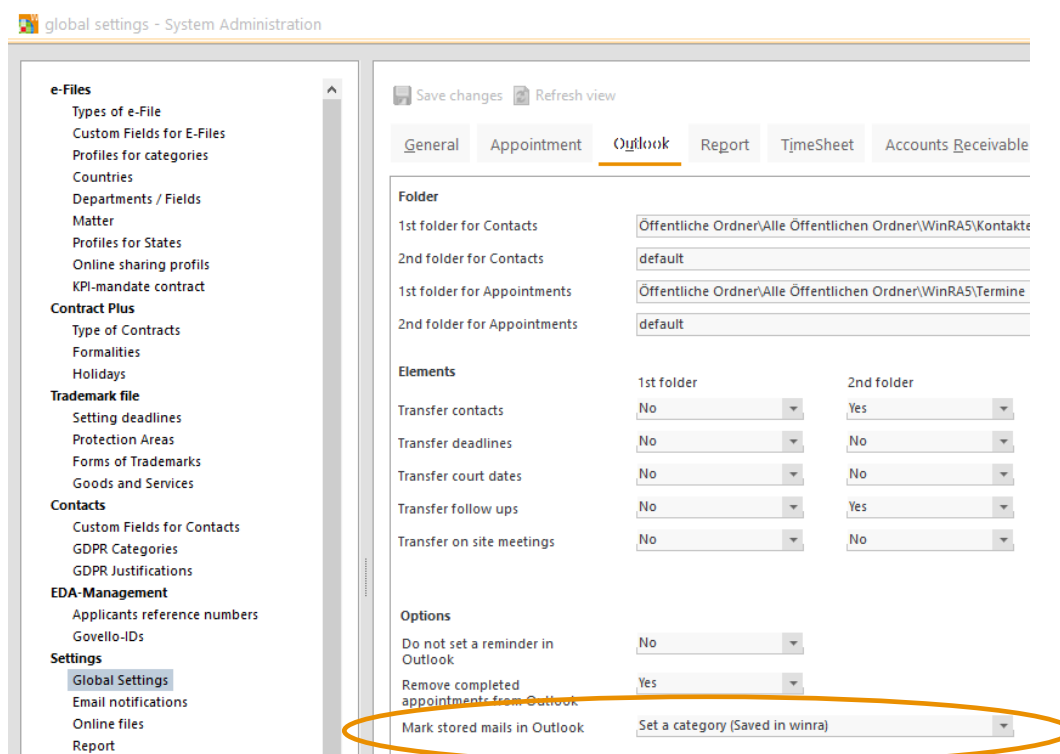 global settings - System Administration
e-Files
Types of e-File
Custom Fields for E-Files
Profiles for categories
Countries
Departments / Fields
Matter
Profiles for States
Online sharing profils
KPI-mandate contract
Contract Plus
Type of Contracts
Formalities
Holidays
Trademark file
Setting deadlines
Protection Areas
Forms of Trademarks
Goods and Services
Contacts
Custom Fields for Contacts
GDPR Categories
GDPR Justifications
EDA-Management
Applicants reference numbers
Govello-IDs
Settings
Global Settings
Email notifications
Online files
Report
Save changes Refresh view
General Appointment Outlook Report TimeSheet Accounts Receivable
Folder
1st folder for Contacts Öffentliche Ordner\Alle Öffentlichen Ordner\WinRA5\Kontakte
2nd folder for Contacts default
1st folder for Appointments Öffentliche Ordner\Alle Öffentlichen Ordner\WinRA5\Termine
2nd folder for Appointments default
Elements
1st folder 2nd folder
Transfer contacts No Yes
Transfer deadlines No No
Transfer court dates No No
Transfer follow ups No Yes
Transfer on site meetings No No
Options
Do not set a reminder in No
Outlook
Remove completed Yes
appointments from Outlook
Mark stored mails in Outlook Set a category (Saved in winra)